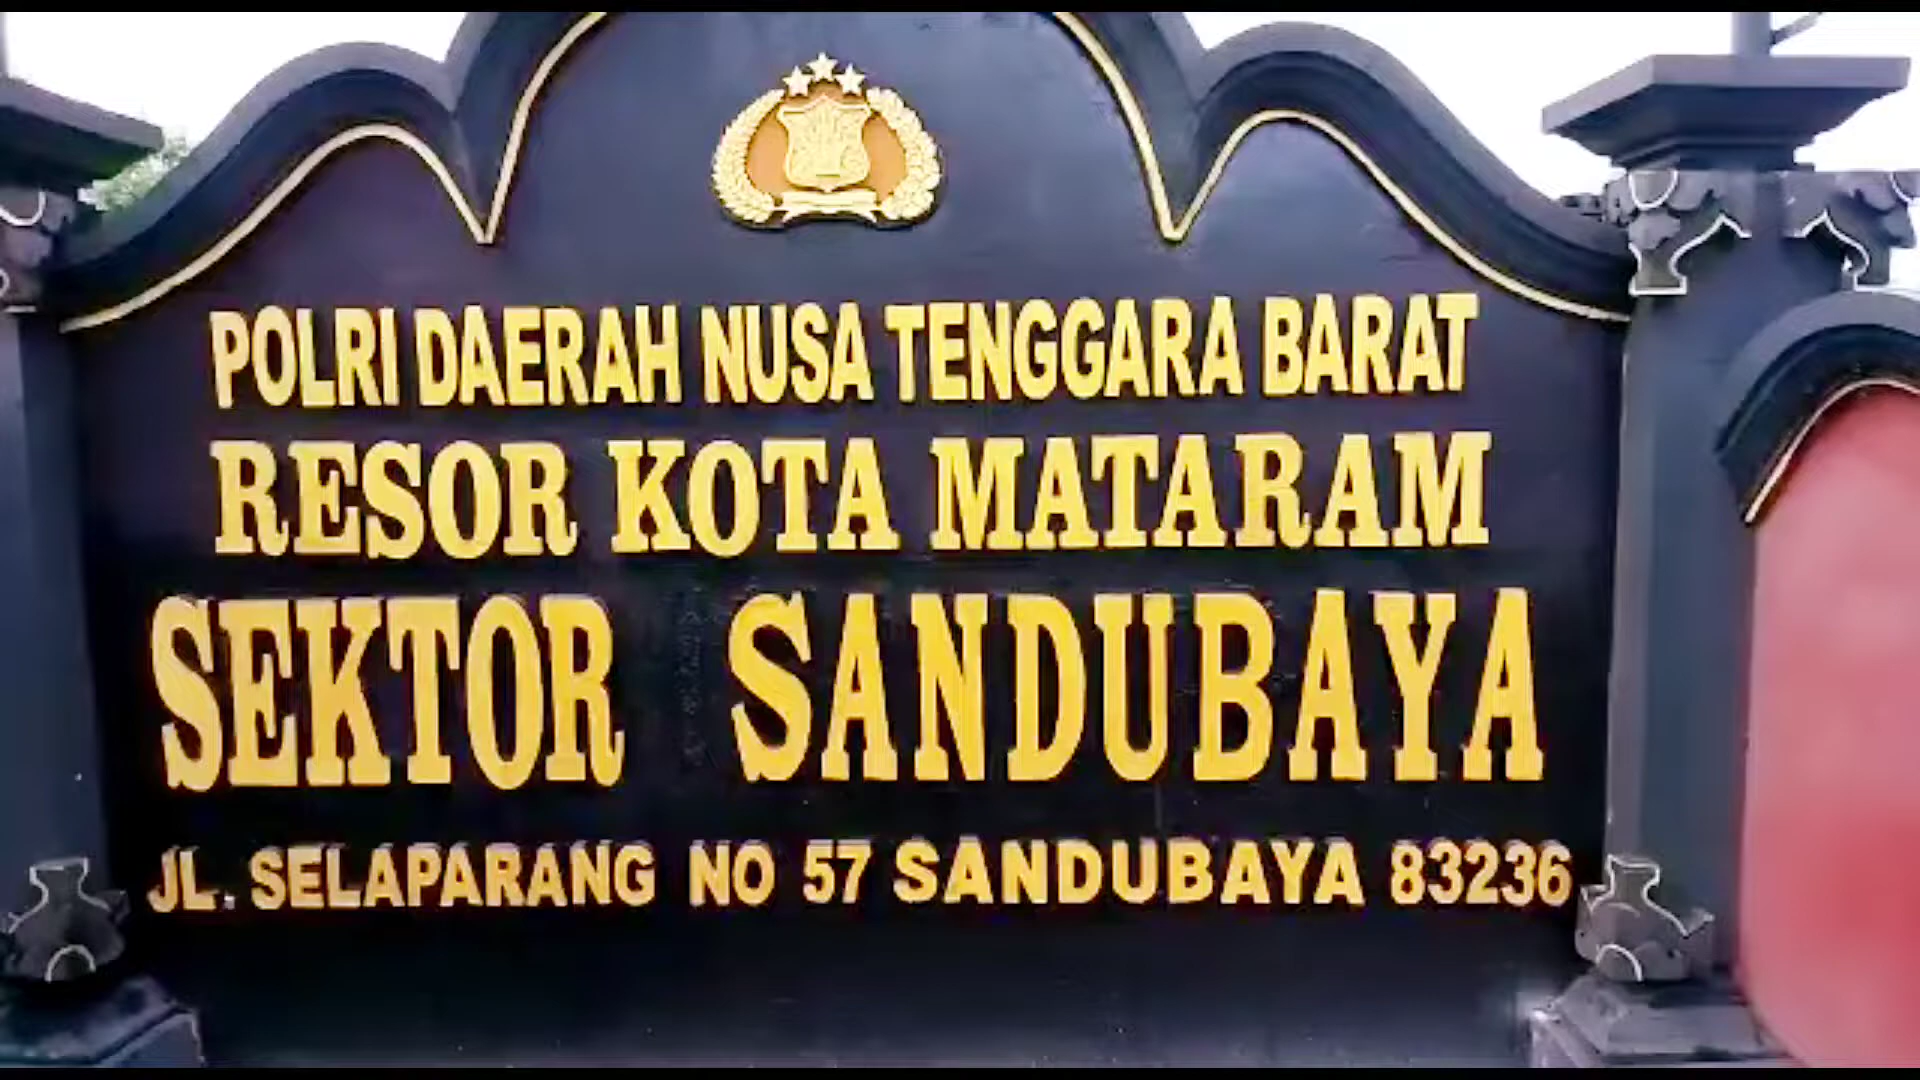 POLRI DAERAH NUSA TENGGARA BARAT
RESOR KOTA MATARAM
SEKTOR SANDUBAYA
JL. SELAPARANG NO 57 SANDUBAYA 83236